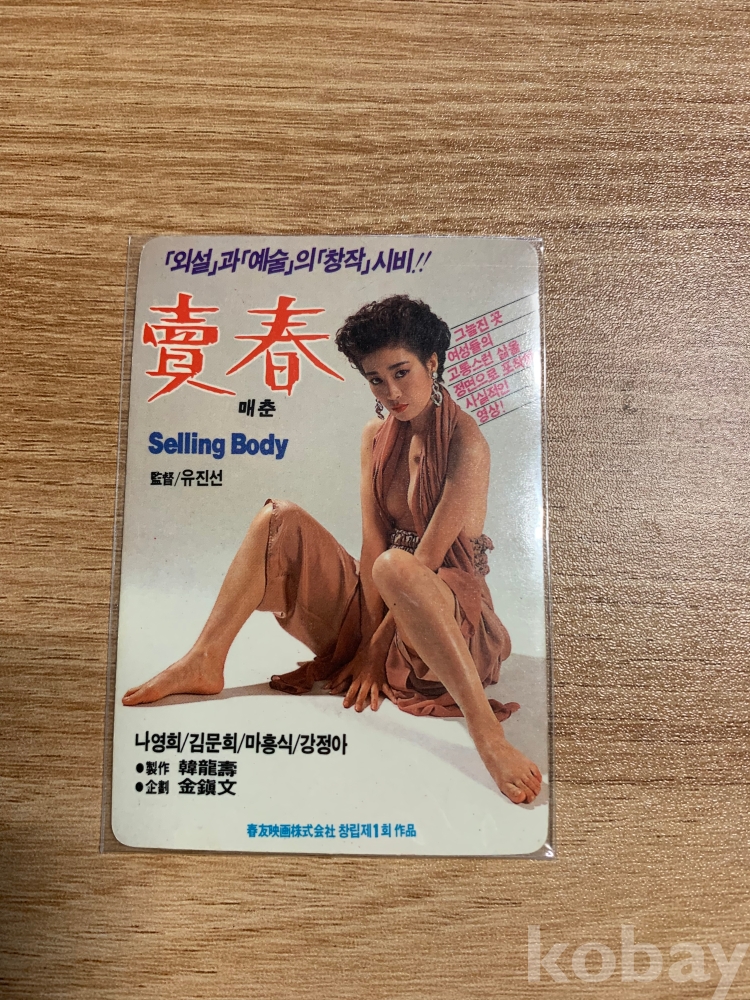 「외설」과「예술」의「창작」시비!!
賣春
매춘
Selling Body
監督/유진선
그늘진 곳
여성들의
고통스런 삶을
정면으로 포착한
사실적인
영상!
나영희/김문희/마흥식/강정아
●製作 韓龍壽
●企劃 金鎭文
春友映画株式会社 창립제1회 作品
kobay